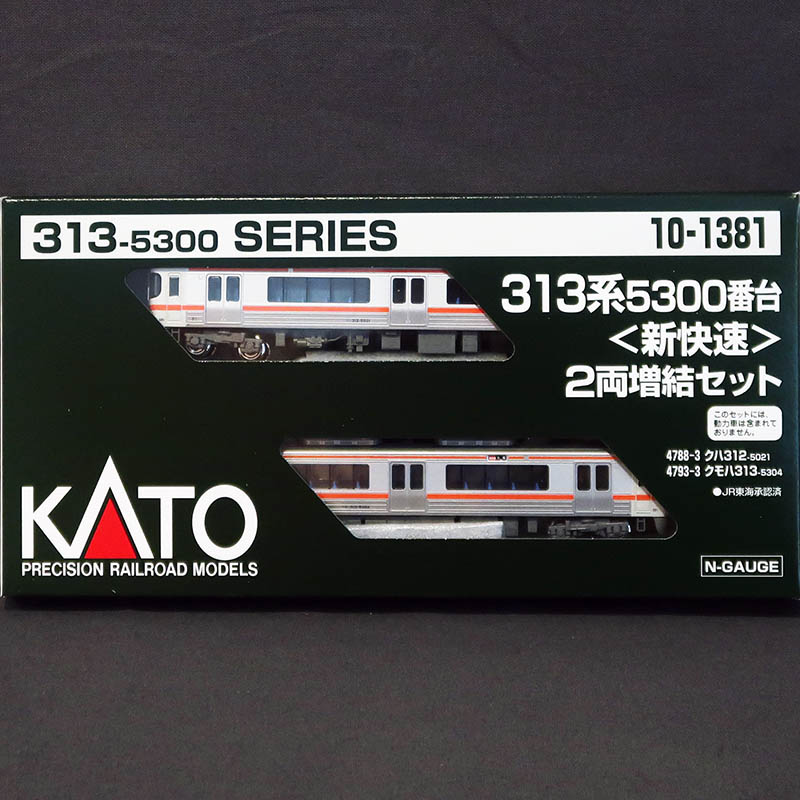 313-5300 SERIES
10-1381
313系5300番台
<新快速>
2両増結セット
このセットには、
動力車は含まれて
おりません。
4788-3 クハ312-5021
4793-3 クモハ313-5304
●JR東海承認済
KATO
PRECISION RAILROAD MODELS
N-GAUGE